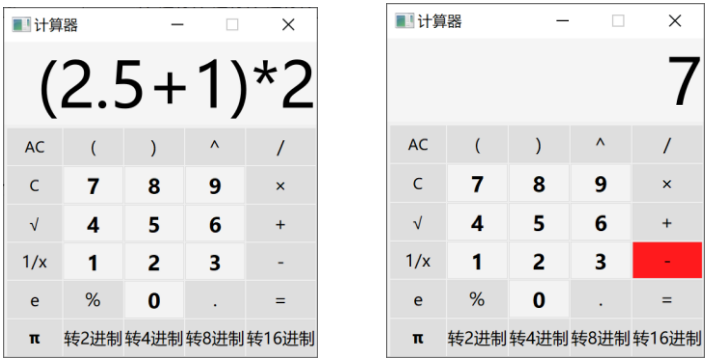 计算器
(2.5+1)*2
AC ( ) ^ /
C 7 8 9 ×
√ 4 5 6 +
1/x 1 2 3 -
e % 0 . =
π 转2进制 转4进制 转8进制 转16进制
计算器
7
AC ( ) ^ /
C 7 8 9 ×
√ 4 5 6 +
1/x 1 2 3 -
e % 0 . =
π 转2进制 转4进制 转8进制 转16进制